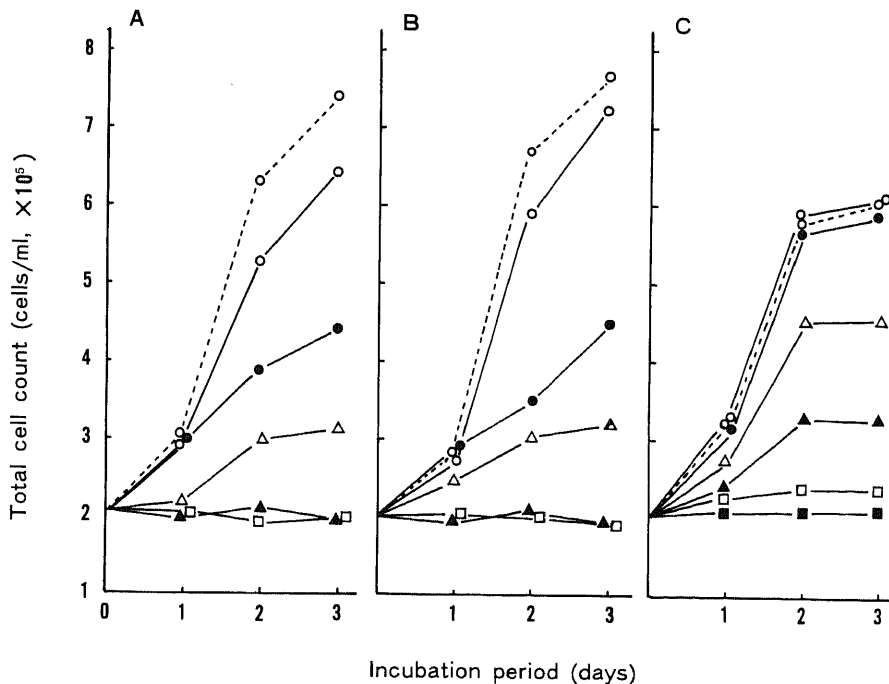 A
B
C
Total cell count (cells/ml, ×10⁵)
8
7
6
5
4
3
2
1
0 1 2 3
1 2 3
1 2 3
Incubation period (days)